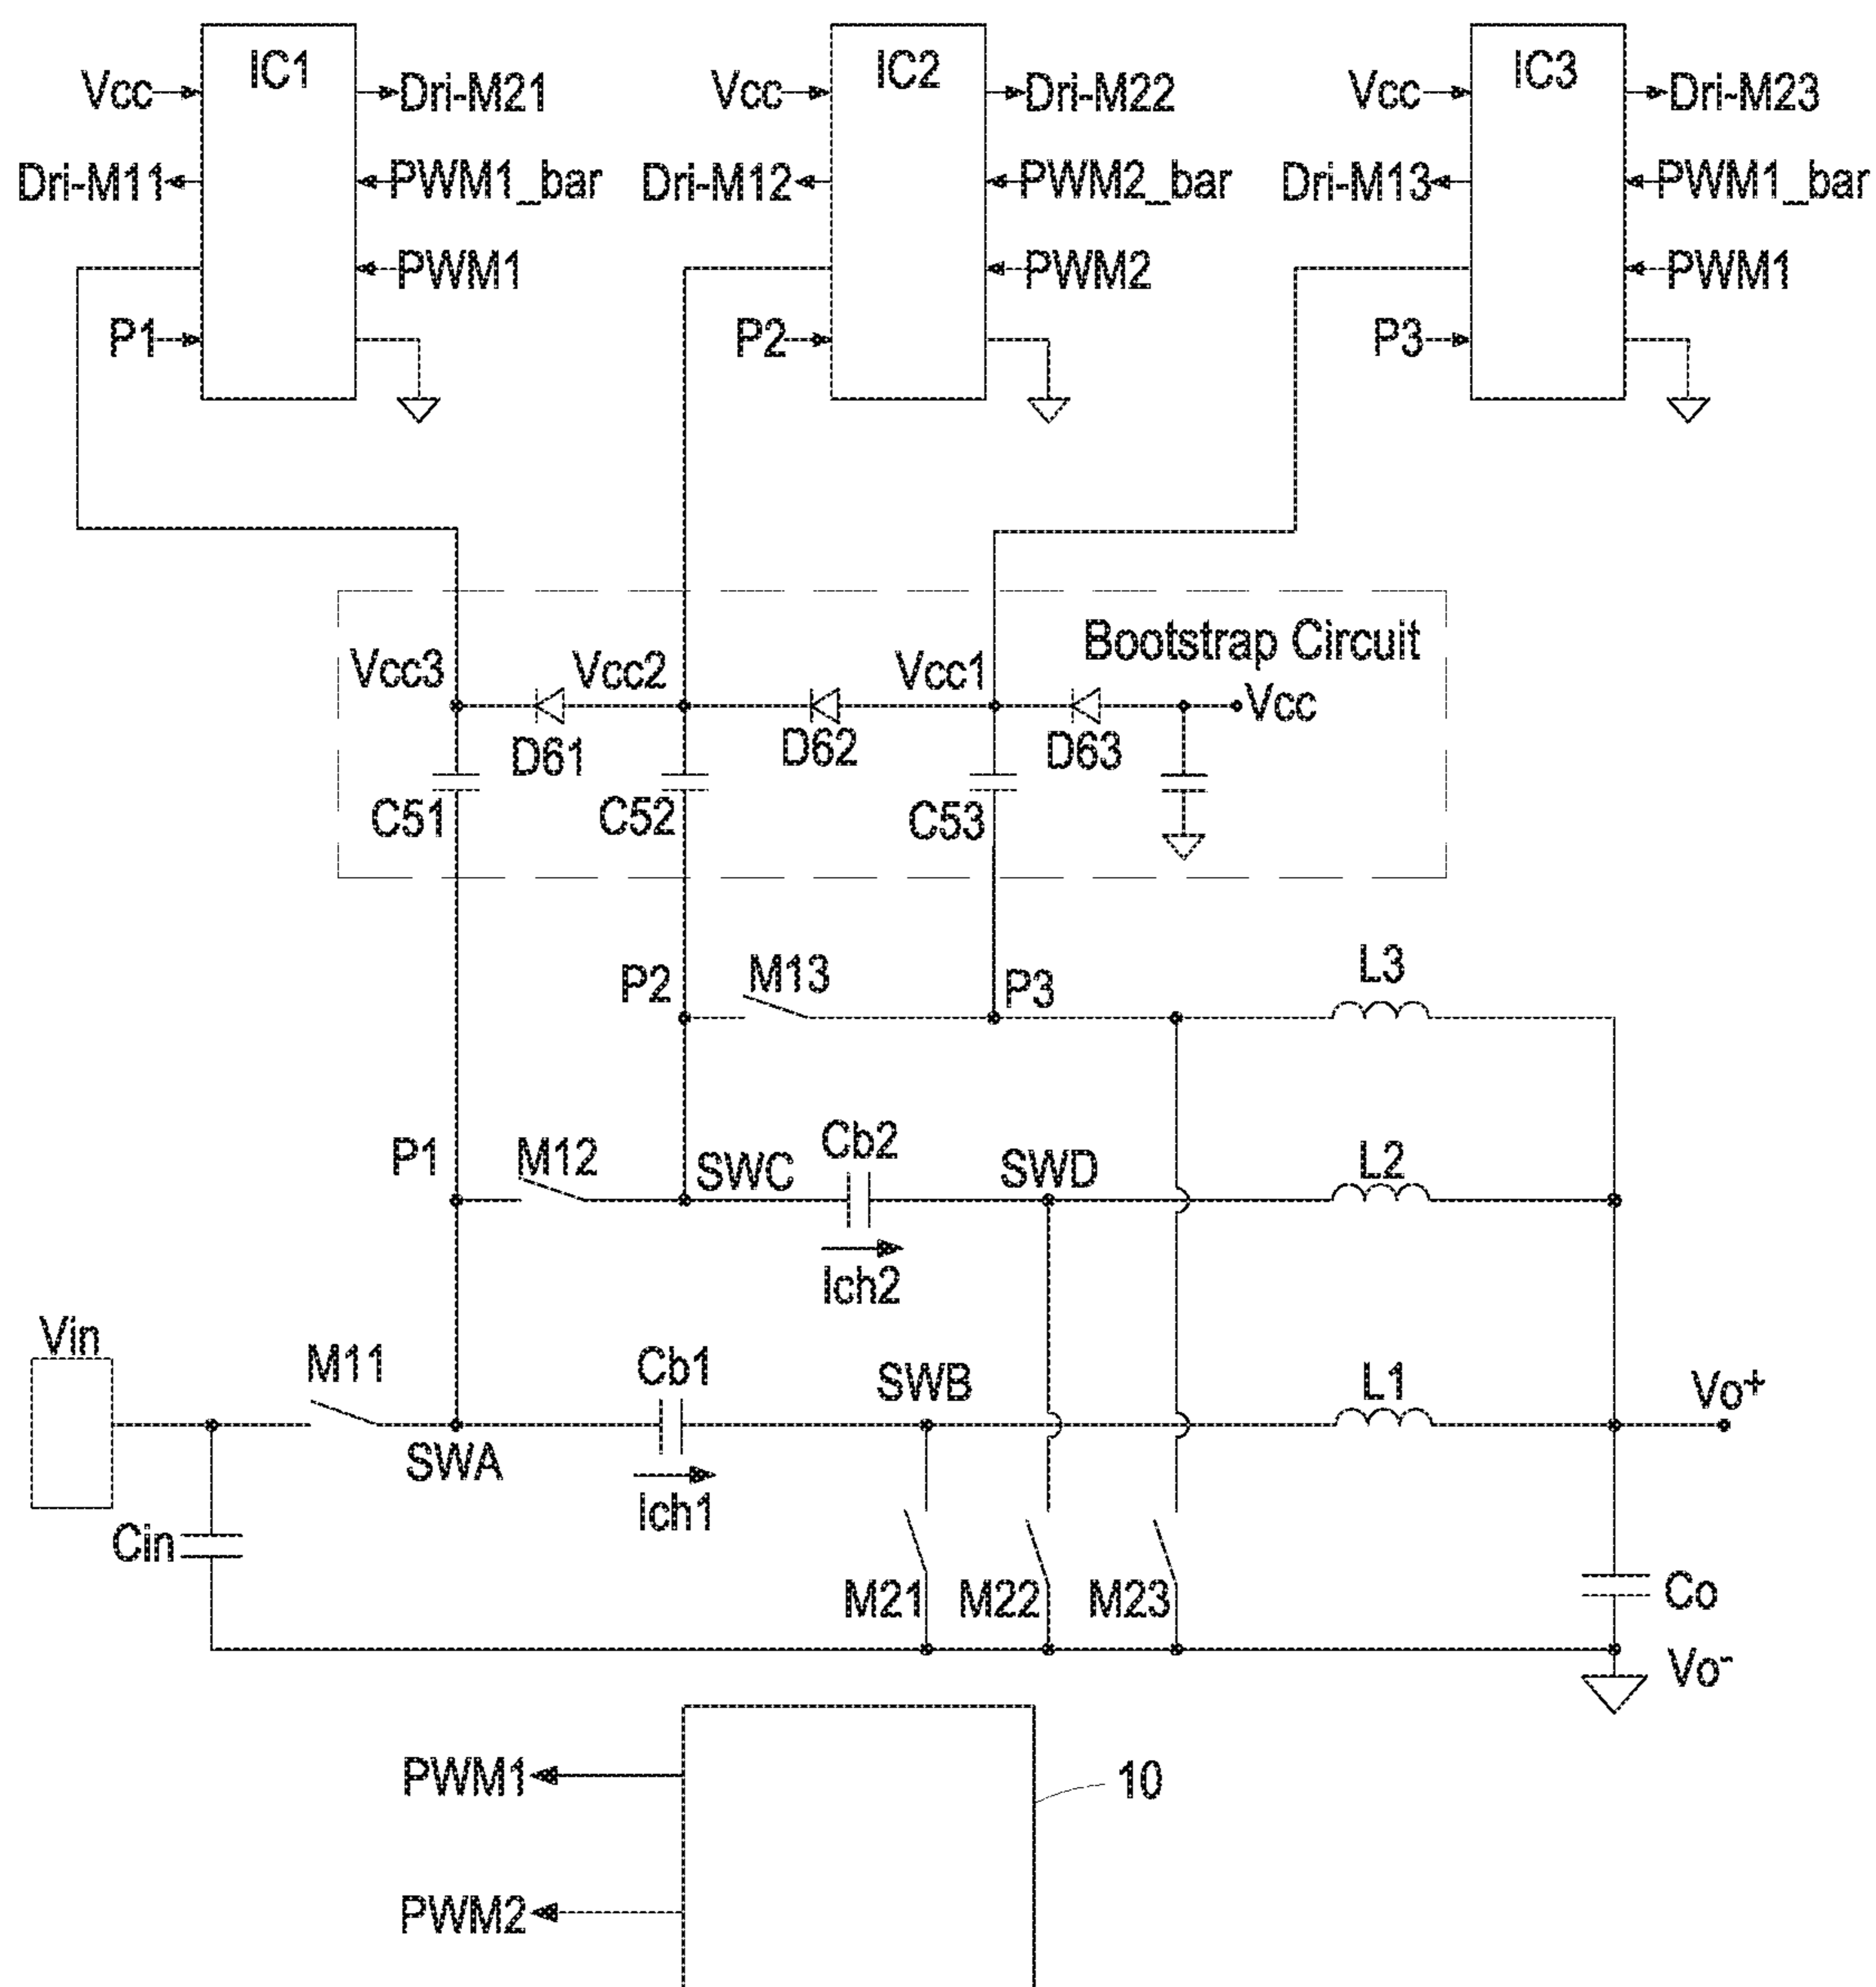 IC1
Vcc
Dri-M21
Dri-M11
PWM1_bar
PWM1
P1
IC2
Vcc
Dri-M22
Dri-M12
PWM2_bar
PWM2
P2
IC3
Vcc
Dri-M23
Dri-M13
PWM1_bar
PWM1
P3
Bootstrap Circuit
Vcc3
Vcc2
Vcc1
Vcc
D61
D62
D63
C51
C52
C53
P2
M13
P3
L3
P1
M12
SWC
Cb2
SWD
L2
Ich2
Vin
M11
Cb1
SWB
L1
Vo+
SWA
Ich1
Cin
M21
M22
M23
Co
Vo-
PWM1
10
PWM2